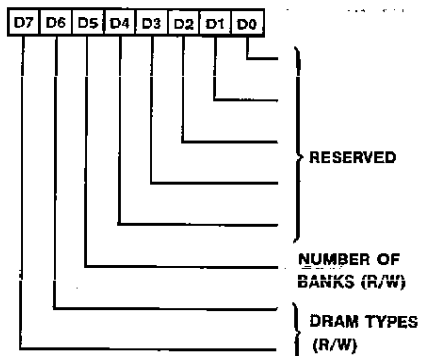 D7 D6 D5 D4 D3 D2 D1 D0
RESERVED
NUMBER OF
BANKS (R/W)
DRAM TYPES
(R/W)